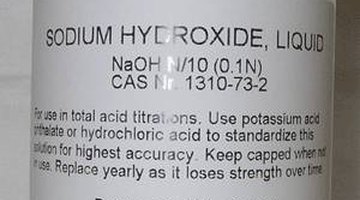 SODIUM HYDROXIDE, LIQUID
NaOH N/10 (0.1N)
CAS Nr. 1310-73-2
For use in total acid titrations. Use potassium acid
phthalate or hydrochloric acid to standardize this
solution for highest accuracy. Keep capped when not
in use. Replace yearly as it loses strength over time.